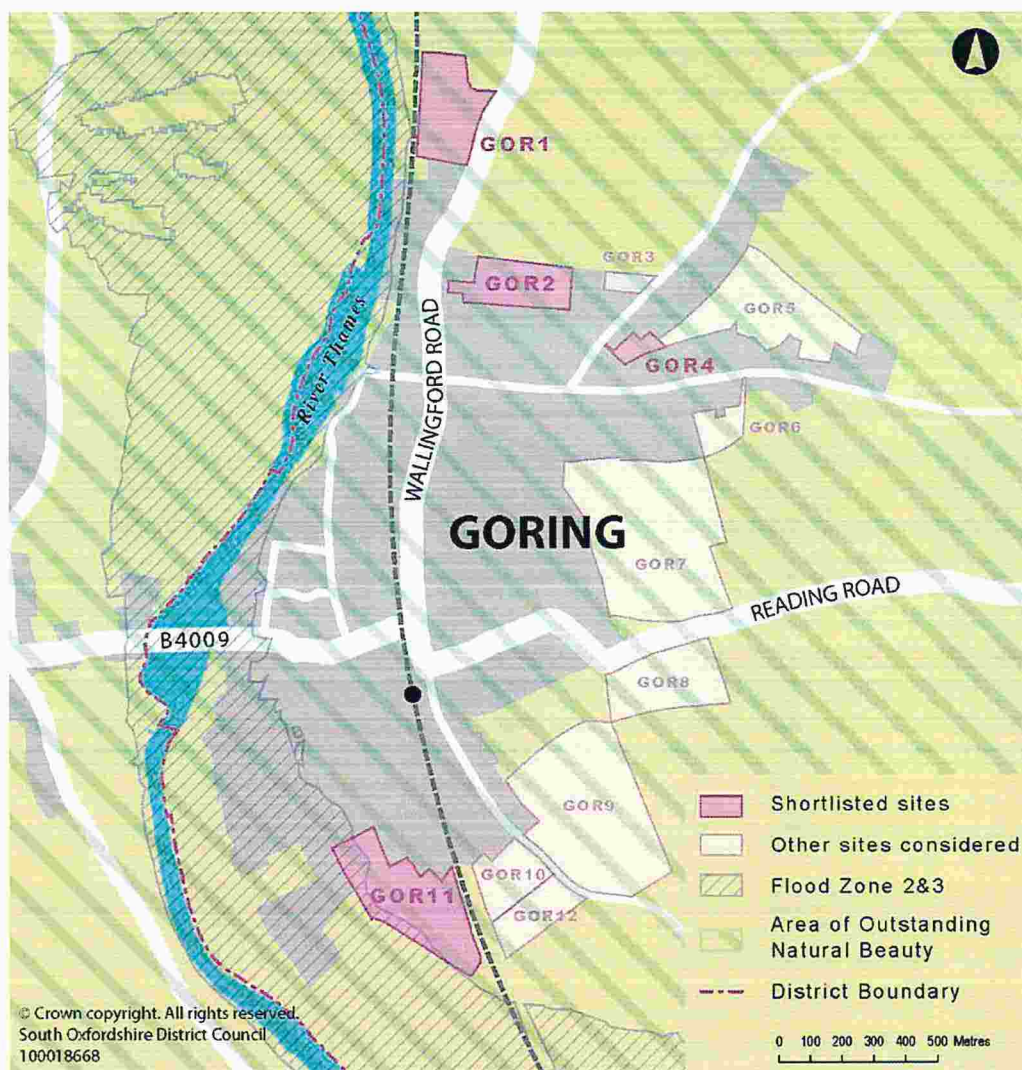 GOR1
GOR3
GOR2
GOR5
GOR4
River Thames
WALLINGFORD ROAD
GOR6
GORING
GOR7
READING ROAD
B4009
GOR8
GOR9
GOR10
GOR11
GOR12
Shortlisted sites
Other sites considered
Flood Zone 2&3
Area of Outstanding
Natural Beauty
District Boundary
0 100 200 300 400 500 Metres
© Crown copyright. All rights reserved.
South Oxfordshire District Council
100018668